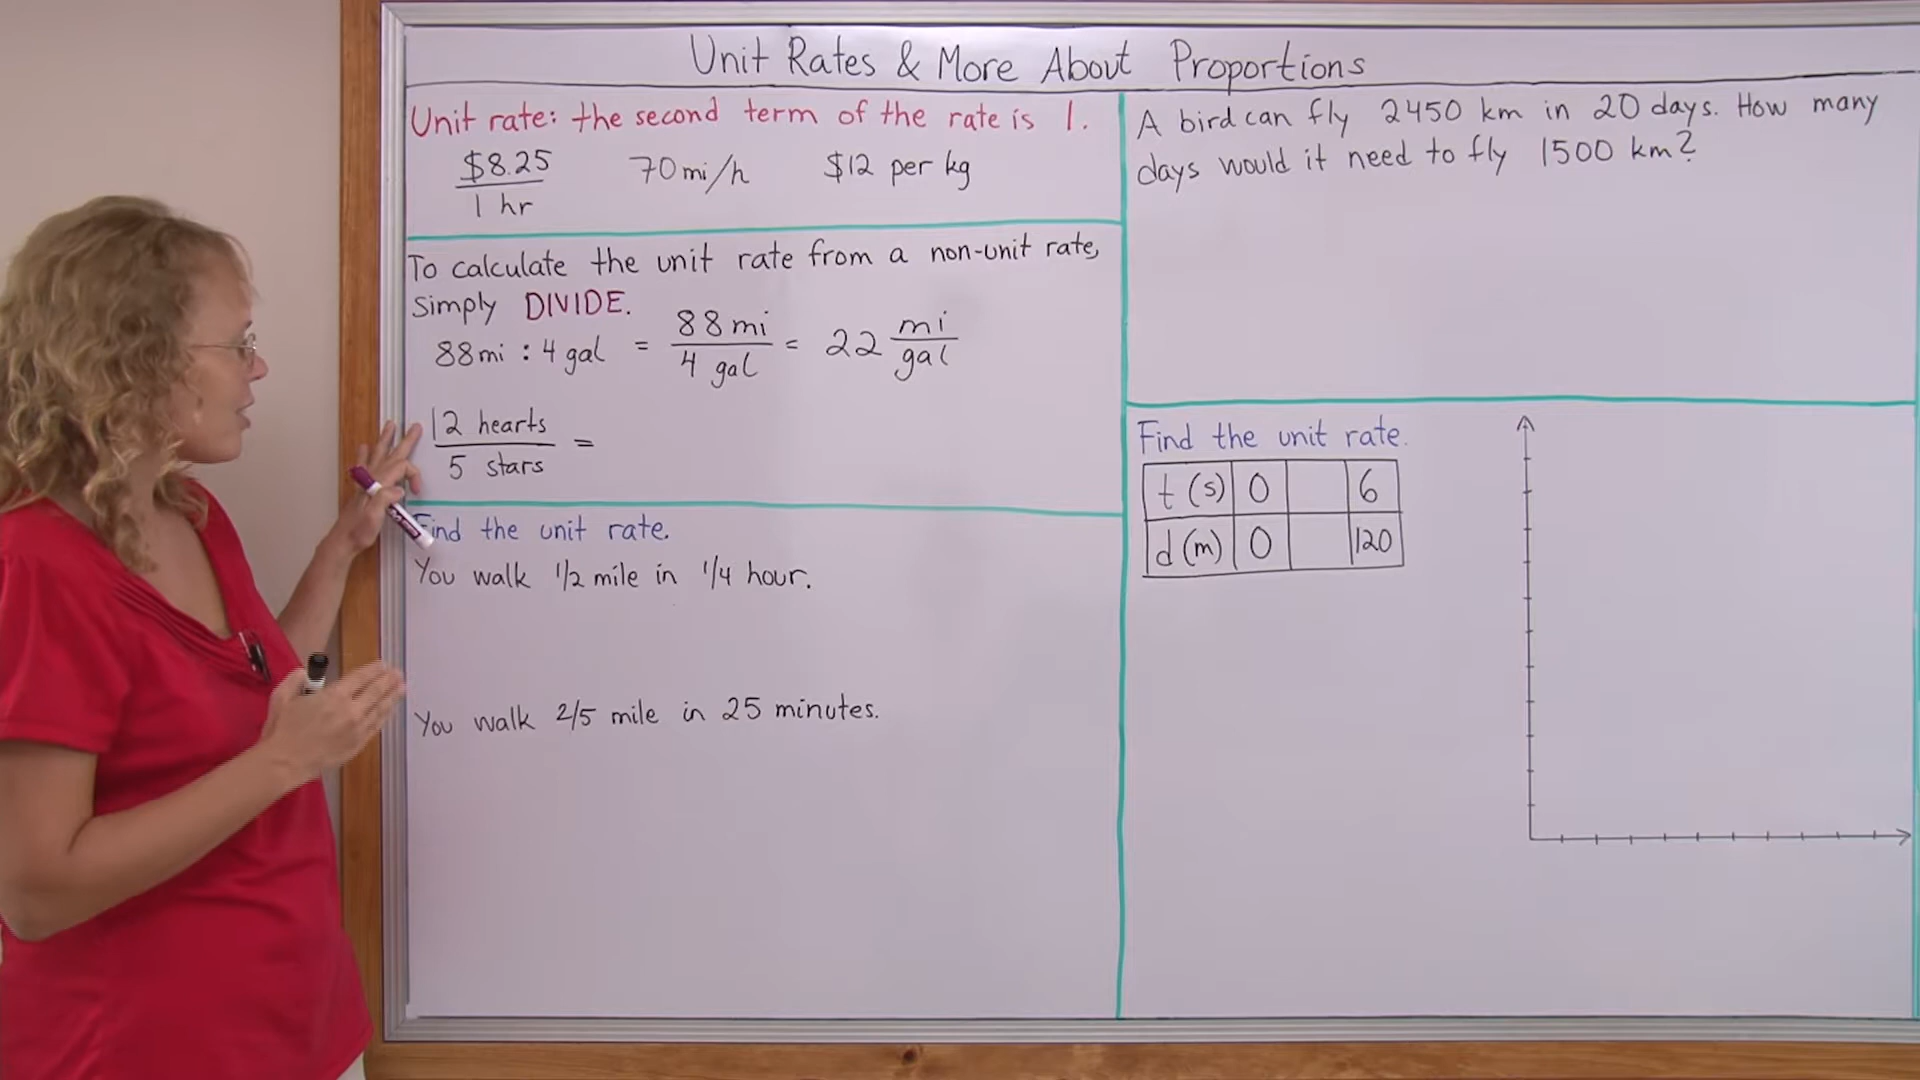 Unit Rates & More About Proportions
Unit rate: the second term of the rate is 1.
$8.25
1 hr
70 mi/h
$12 per kg
To calculate the unit rate from a non-unit rate,
simply DIVIDE.
88mi : 4 gal = 88 mi / 4 gal = 22 mi / gal
12 hearts
5 stars
=
Find the unit rate.
You walk 1/2 mile in 1/4 hour.
You walk 2/5 mile in 25 minutes.
A bird can fly 2450 km in 20 days. How many
days would it need to fly 1500 km?
Find the unit rate.
t (s) 0 6
d (m) 0 120